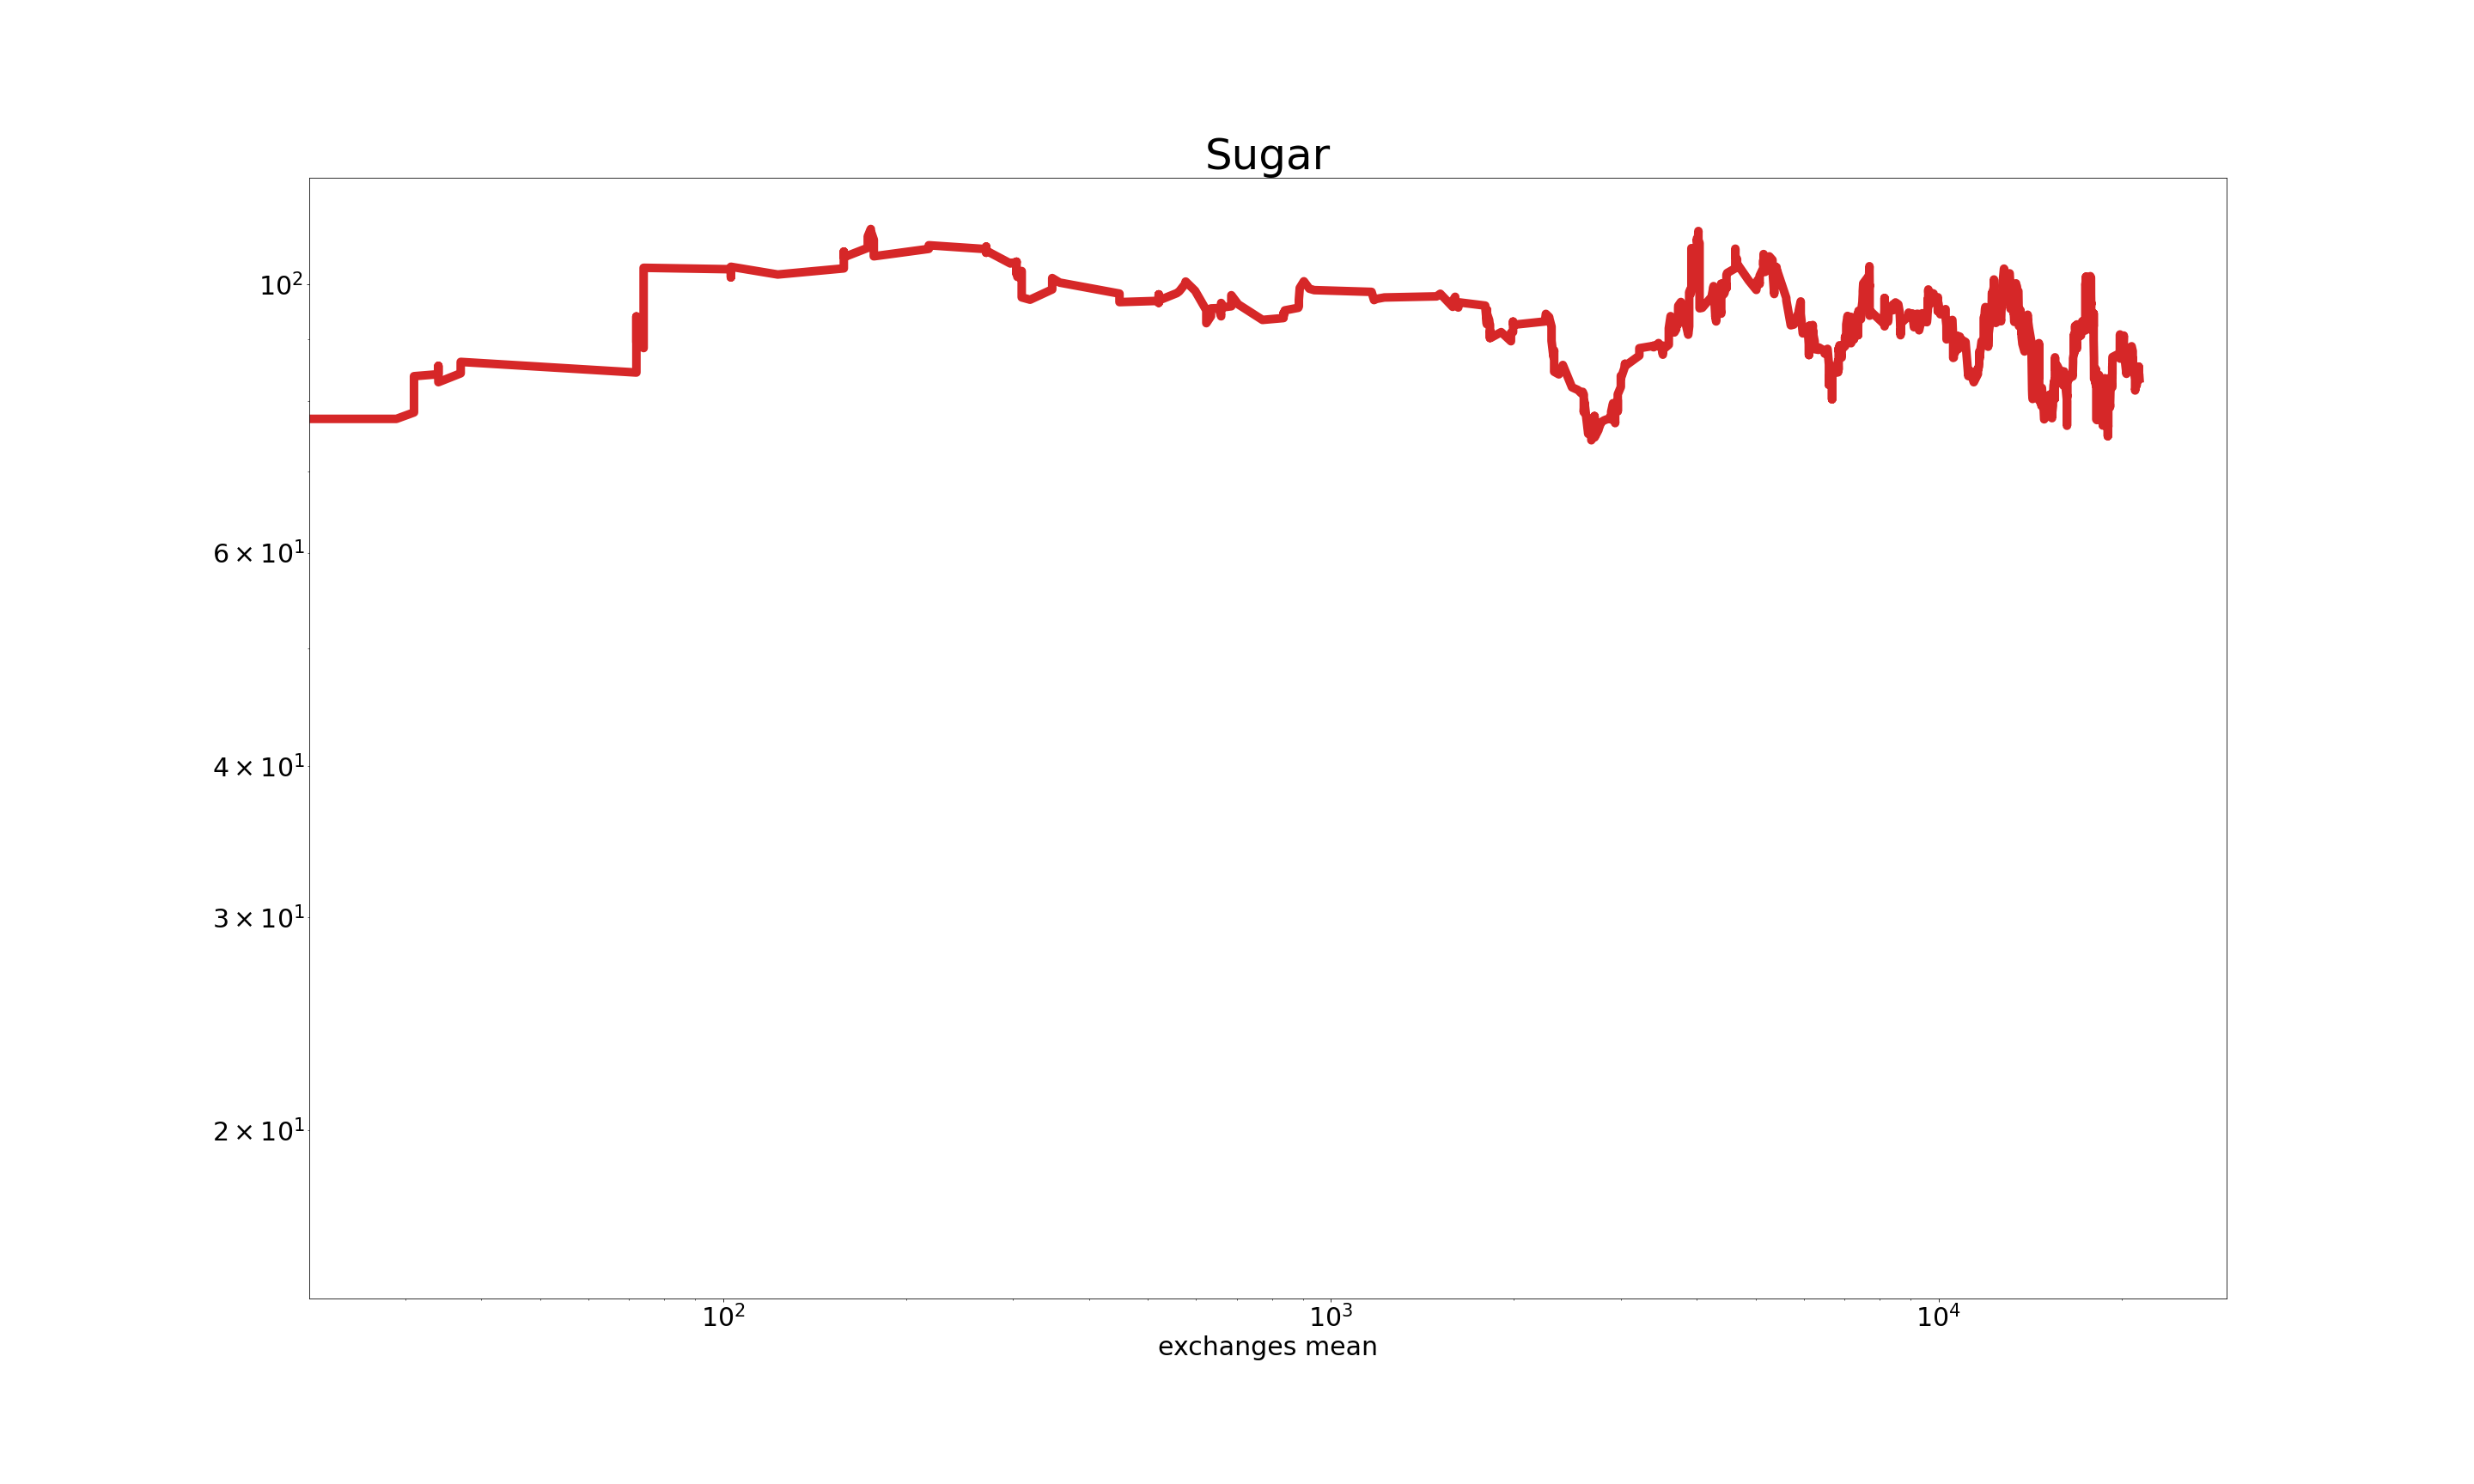 Sugar
10²
6 × 10¹
4 × 10¹
3 × 10¹
2 × 10¹
10² 10³ 10⁴
exchanges mean